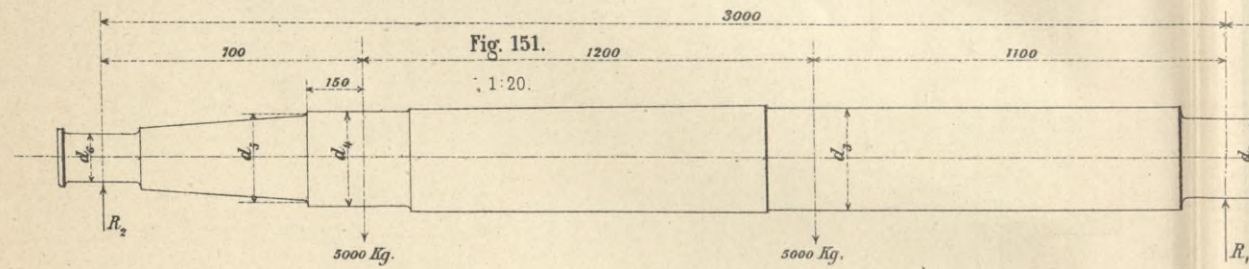 3000
700
Fig. 151.
1200
1100
150
1:20.
d₆
d₅
d₄
d₃
R₂
5000 Kg.
5000 Kg.
R₁